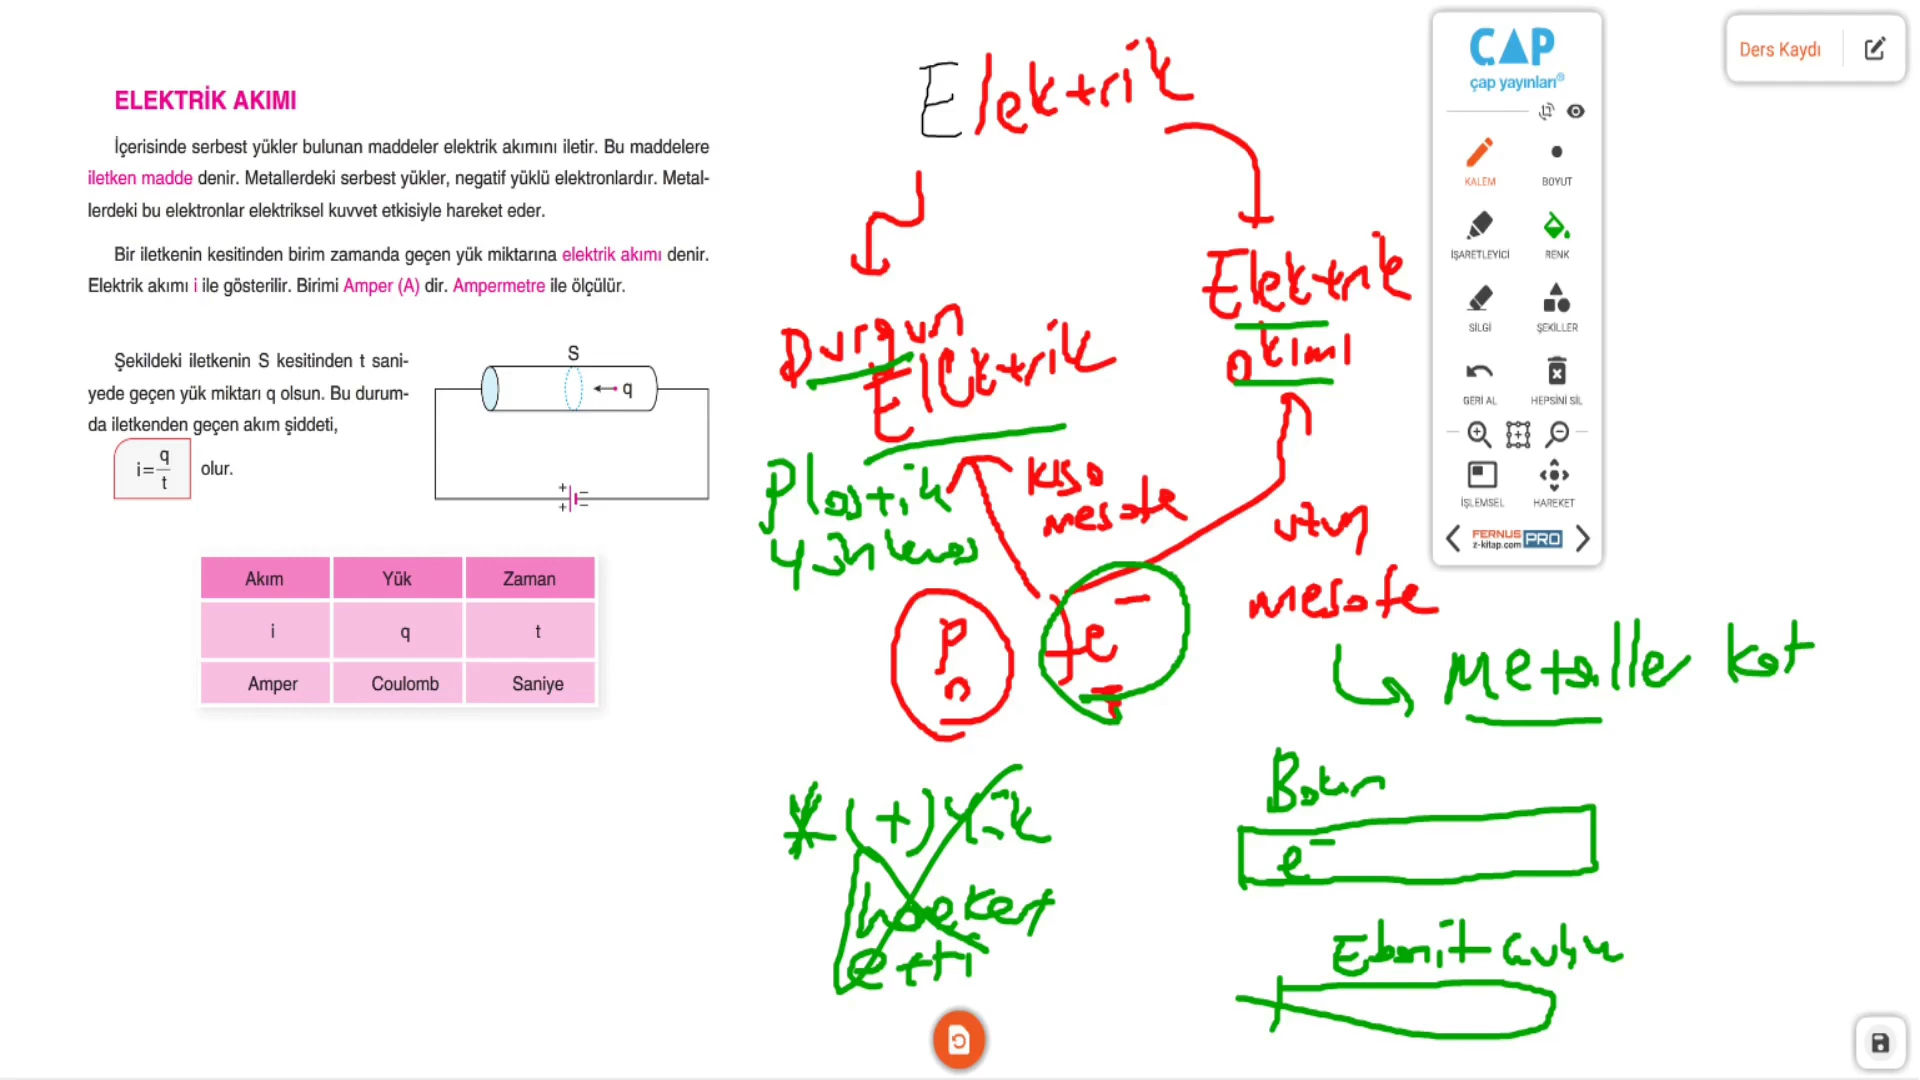 ELEKTRİK AKIMI
İçerisinde serbest yükler bulunan maddeler elektrik akımını iletir. Bu maddelere
iletken madde denir. Metallerdeki serbest yükler, negatif yüklü elektronlardır. Metal-
lerdeki bu elektronlar elektriksel kuvvet etkisiyle hareket eder.
Bir iletkenin kesitinden birim zamanda geçen yük miktarına elektrik akımı denir.
Elektrik akımı i ile gösterilir. Birimi Amper (A) dir. Ampermetre ile ölçülür.
Şekildeki iletkenin S kesitinden t sani-
yede geçen yük miktarı q olsun. Bu durum-
da iletkenden geçen akım şiddeti,
i=q/t olur.
S
q
+ −
+ −
Akım Yük Zaman
i q t
Amper Coulomb Saniye
Elektrik
Durgun
Elektrik
Elektrik
akımı
Plastik
kısa
mesafe
uzun
mesafe
P
n
e −
Metaller kat
* (+) Yük
hareket
etti
Bakır
e−
Ebonit çubuk
ÇAP
çap yayınları®
KALEM BOYUT
İŞARETLEYİCİ RENK
SİLGİ ŞEKİLLER
GERİ AL HEPSİNİ SİL
İŞLEMSEL HAREKET
FERNUS PRO
z-kitap.com
Ders Kaydı